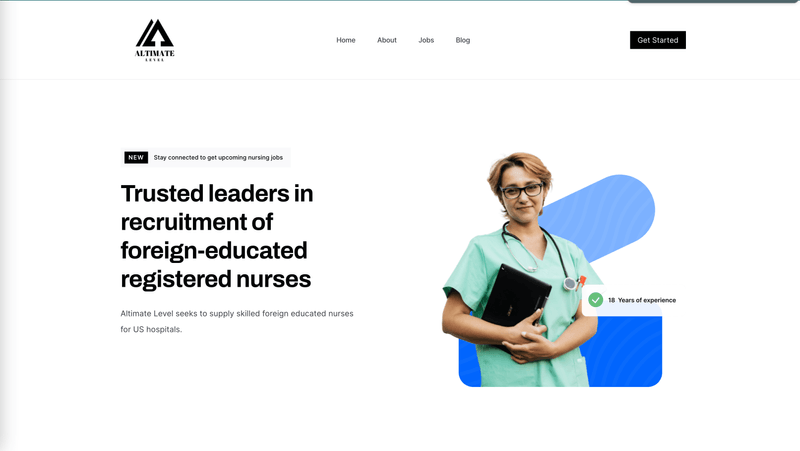 ALTIMATE
LEVEL
Home About Jobs Blog
Get Started
NEW Stay connected to get upcoming nursing jobs
Trusted leaders in
recruitment of
foreign-educated
registered nurses
Altimate Level seeks to supply skilled foreign educated nurses
for US hospitals.
18 Years of experience